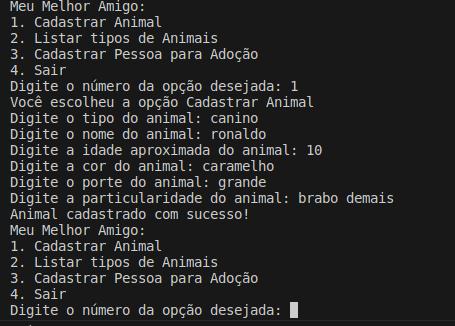 Meu Melhor Amigo:
1. Cadastrar Animal
2. Listar tipos de Animais
3. Cadastrar Pessoa para Adoção
4. Sair
Digite o número da opção desejada: 1
Você escolheu a opção Cadastrar Animal
Digite o tipo do animal: canino
Digite o nome do animal: ronaldo
Digite a idade aproximada do animal: 10
Digite a cor do animal: caramelho
Digite o porte do animal: grande
Digite a particularidade do animal: brabo demais
Animal cadastrado com sucesso!
Meu Melhor Amigo:
1. Cadastrar Animal
2. Listar tipos de Animais
3. Cadastrar Pessoa para Adoção
4. Sair
Digite o número da opção desejada: